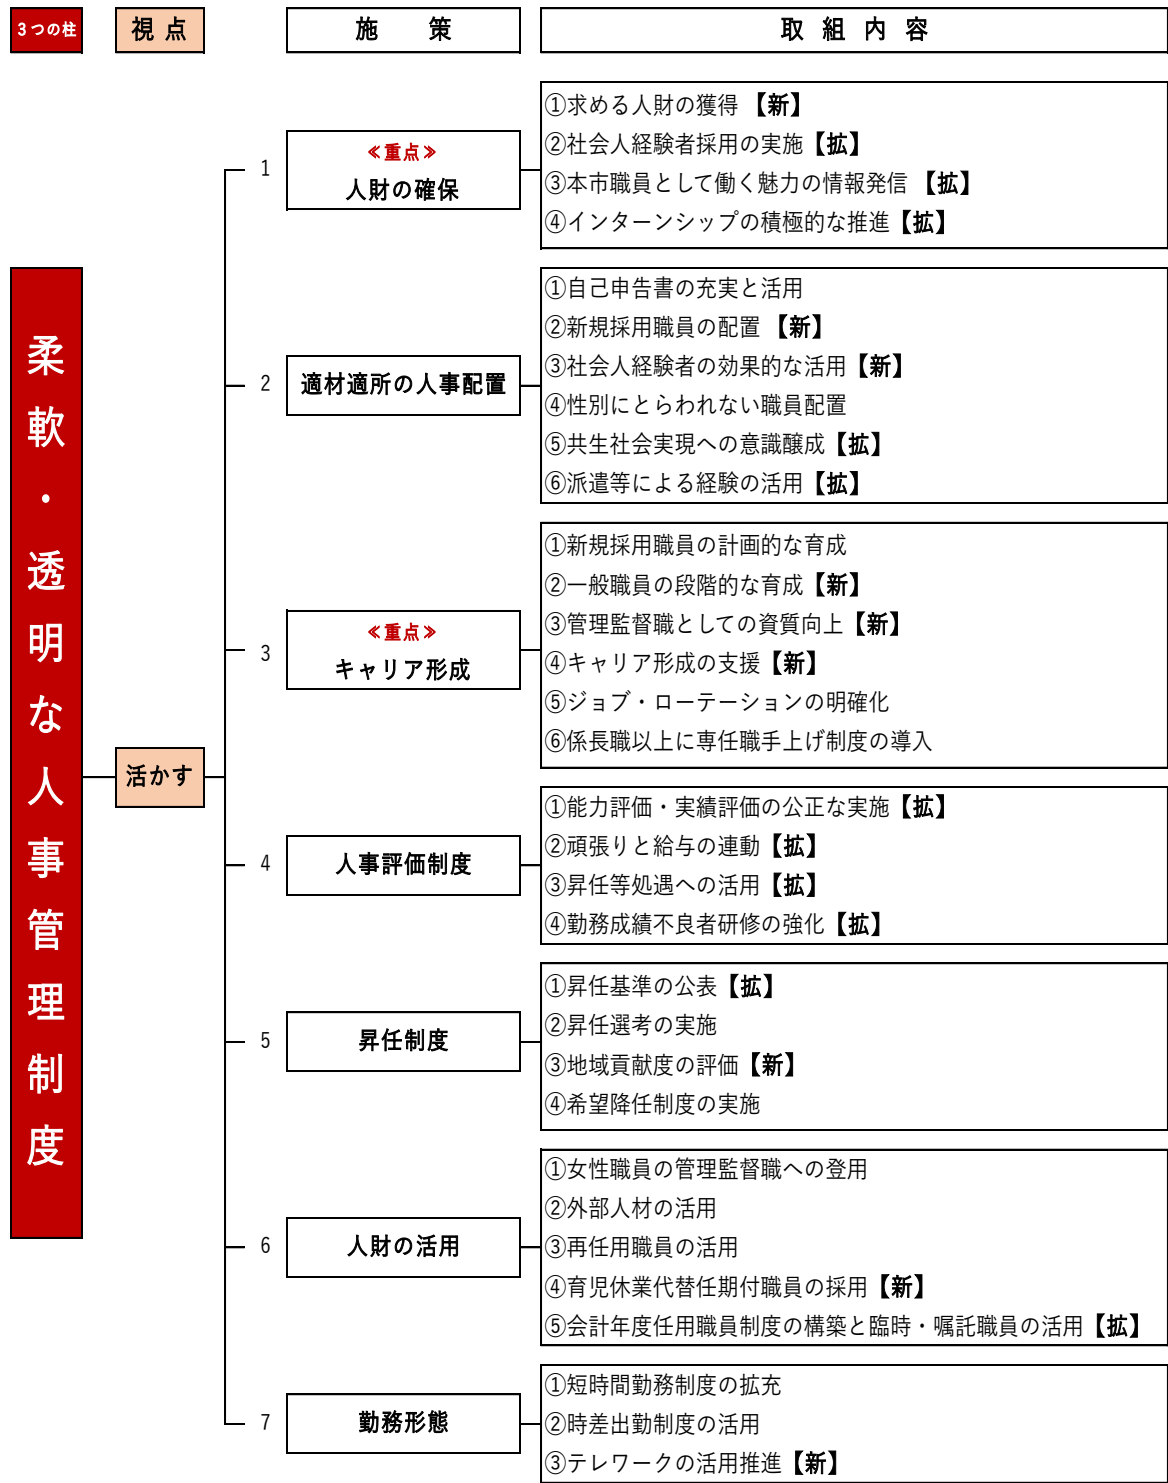 3つの柱
視点
施策
取組内容
柔軟・透明な人事管理制度
活かす
1
≪重点≫
人財の確保
①求める人財の獲得 【新】
②社会人経験者採用の実施【拡】
③本市職員として働く魅力の情報発信 【拡】
④インターンシップの積極的な推進【拡】
2
適材適所の人事配置
①自己申告書の充実と活用
②新規採用職員の配置 【新】
③社会人経験者の効果的な活用【新】
④性別にとらわれない職員配置
⑤共生社会実現への意識醸成【拡】
⑥派遣等による経験の活用【拡】
3
≪重点≫
キャリア形成
①新規採用職員の計画的な育成
②一般職員の段階的な育成【新】
③管理監督職としての資質向上【新】
④キャリア形成の支援【新】
⑤ジョブ・ローテーションの明確化
⑥係長職以上に専任職手上げ制度の導入
4
人事評価制度
①能力評価・実績評価の公正な実施【拡】
②頑張りと給与の連動【拡】
③昇任等処遇への活用【拡】
④勤務成績不良者研修の強化【拡】
5
昇任制度
①昇任基準の公表【拡】
②昇任選考の実施
③地域貢献度の評価【新】
④希望降任制度の実施
6
人財の活用
①女性職員の管理監督職への登用
②外部人材の活用
③再任用職員の活用
④育児休業代替任期付職員の採用【新】
⑤会計年度任用職員制度の構築と臨時・嘱託職員の活用【拡】
7
勤務形態
①短時間勤務制度の拡充
②時差出勤制度の活用
③テレワークの活用推進【新】